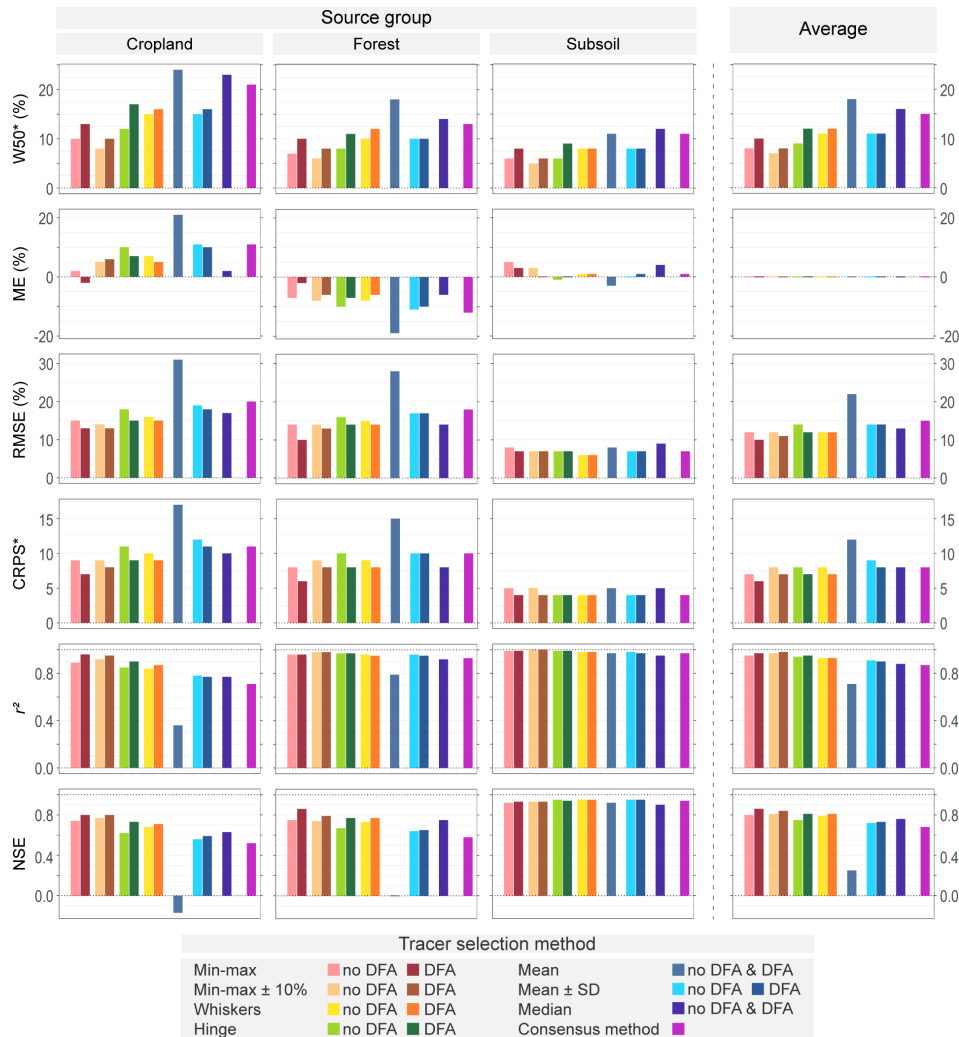 Source group
Average
Cropland
Forest
Subsoil
W50* (%)
20
10
0
20
10
0
ME (%)
20
0
-20
20
0
-20
RMSE (%)
30
20
10
0
30
20
10
0
CRPS*
15
10
5
0
15
10
5
0
r²
0.8
0.4
0.0
0.8
0.4
0.0
NSE
0.8
0.4
0.0
0.8
0.4
0.0
Tracer selection method
Min-max no DFA DFA Mean no DFA & DFA
Min-max ± 10% no DFA DFA Mean ± SD no DFA DFA
Whiskers no DFA DFA Median no DFA & DFA
Hinge no DFA DFA Consensus method